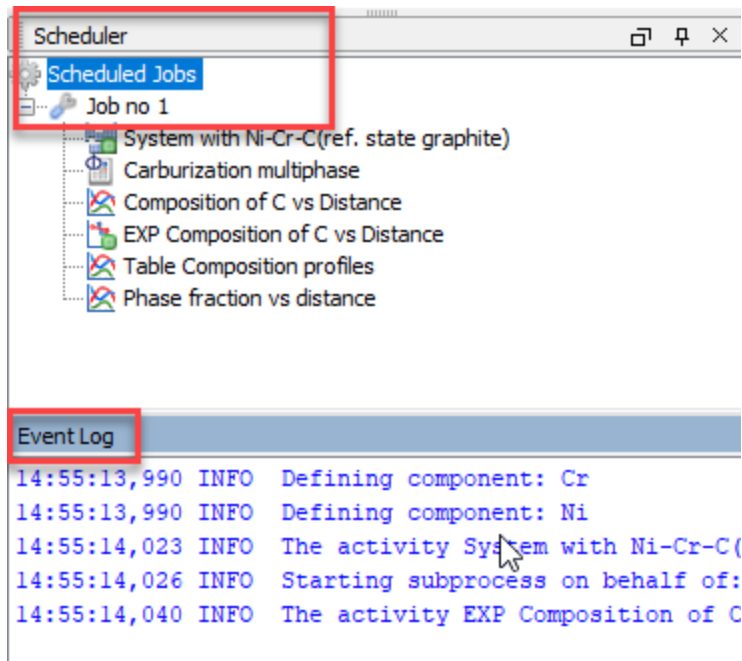 Scheduler
Scheduled Jobs
Job no 1
System with Ni-Cr-C(ref. state graphite)
Carburization multiphase
Composition of C vs Distance
EXP Composition of C vs Distance
Table Composition profiles
Phase fraction vs distance
Event Log
14:55:13,990 INFO Defining component: Cr
14:55:13,990 INFO Defining component: Ni
14:55:14,023 INFO The activity System with Ni-Cr-C(
14:55:14,026 INFO Starting subprocess on behalf of:
14:55:14,040 INFO The activity EXP Composition of C